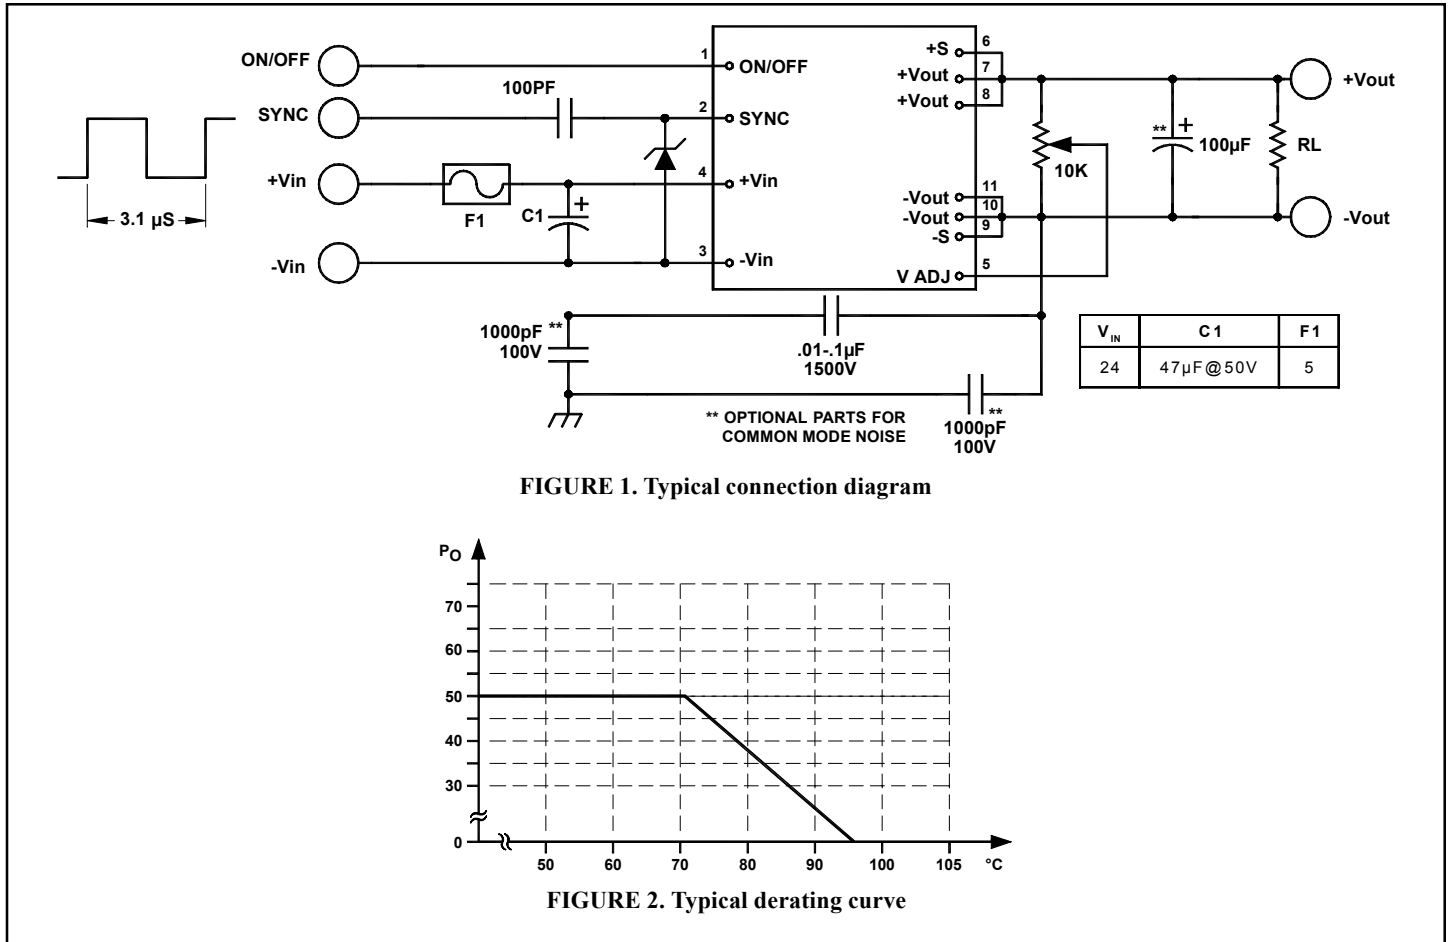 ON/OFF
SYNC
+Vin
-Vin
3.1 µS
100PF
F1
C1
+
1
2
4
3
ON/OFF
SYNC
+Vin
-Vin
+S
+Vout
+Vout
-Vout
-Vout
-S
V ADJ
6
7
8
11
10
9
5
10K
** +
100µF
RL
+Vout
-Vout
1000pF **
100V
.01-.1µF
1500V
** OPTIONAL PARTS FOR
COMMON MODE NOISE
**
1000pF
100V
VIN C1 F1
24 47µF@50V 5
FIGURE 1. Typical connection diagram
PO
70
60
50
40
30
0
50 60 70 80 90 100 105 °C
FIGURE 2. Typical derating curve